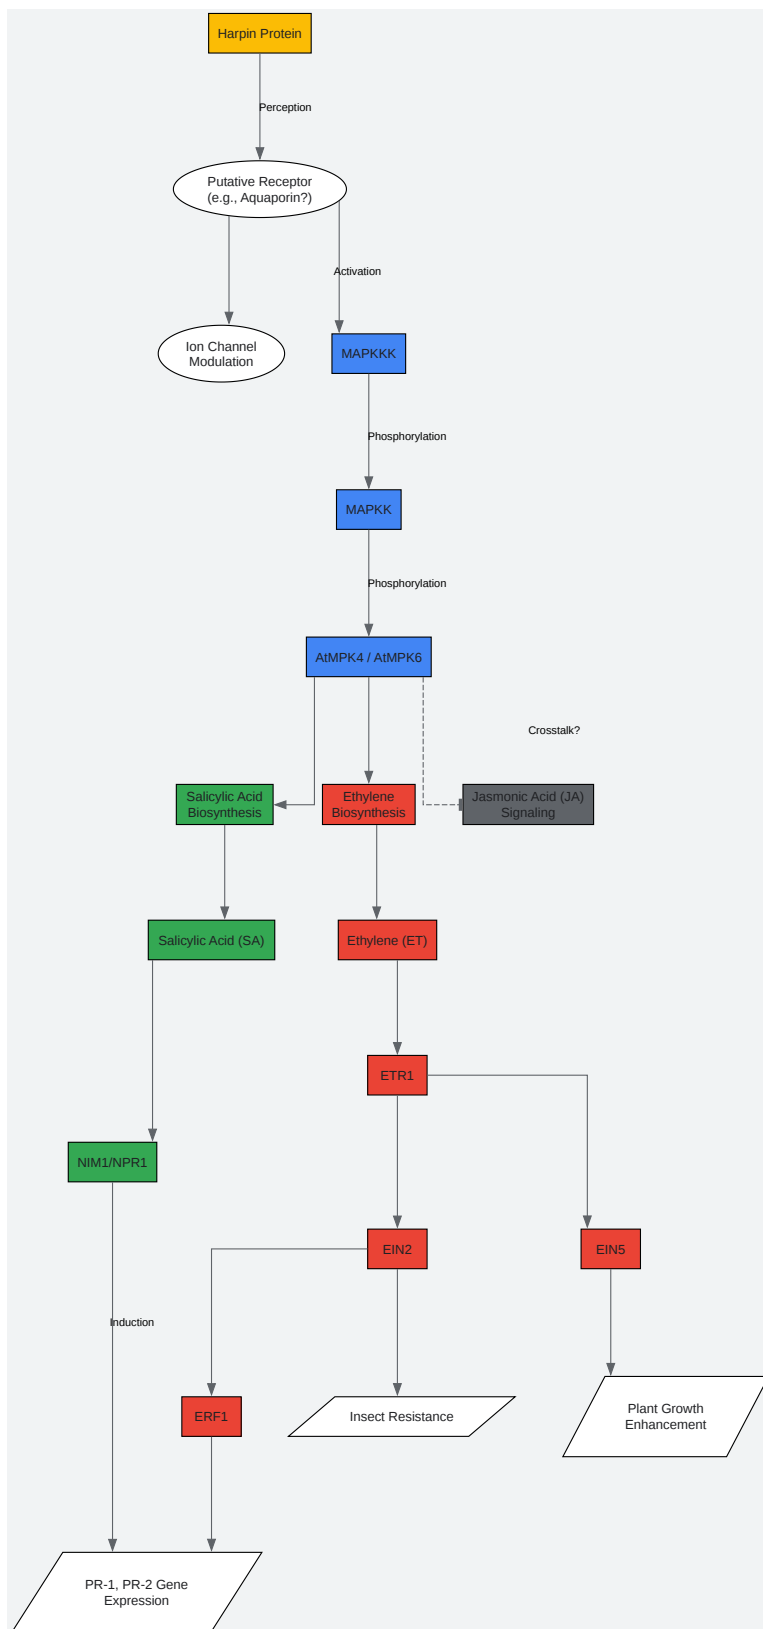 Harpin Protein
Perception
Putative Receptor
(e.g., Aquaporin?)
Activation
Ion Channel
Modulation
MAPKKK
Phosphorylation
MAPKK
Phosphorylation
AtMPK4 / AtMPK6
Crosstalk?
Salicylic Acid
Biosynthesis
Ethylene
Biosynthesis
Jasmonic Acid (JA)
Signaling
Salicylic Acid (SA)
Ethylene (ET)
ETR1
NIM1/NPR1
EIN2
EIN5
Induction
ERF1
Insect Resistance
Plant Growth
Enhancement
PR-1, PR-2 Gene
Expression